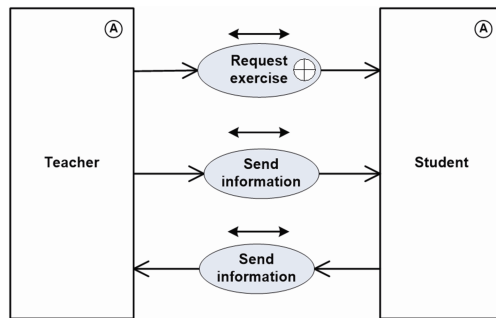 A
A
Request
exercise
Teacher
Send
information
Student
Send
information